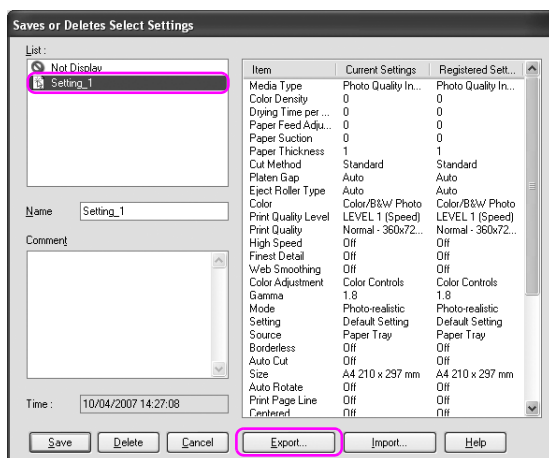 Saves or Deletes Select Settings
List :
Not Display
Setting_1
Name Setting_1
Comment
Time : 10/04/2007 14:27:08
Item Current Settings Registered Sett...
Media Type Photo Quality In... Photo Quality In...
Color Density 0 0
Drying Time per ... 0 0
Paper Feed Adju... 0 0
Paper Suction 0 0
Paper Thickness 1 1
Cut Method Standard Standard
Platen Gap Auto Auto
Eject Roller Type Auto Auto
Color Color/B&W Photo Color/B&W Photo
Print Quality Level LEVEL 1 (Speed) LEVEL 1 (Speed)
Print Quality Normal - 360x72... Normal - 360x72...
High Speed Off Off
Finest Detail Off Off
Web Smoothing Off Off
Color Adjustment Color Controls Color Controls
Gamma 1.8 1.8
Mode Photo-realistic Photo-realistic
Setting Default Setting Default Setting
Source Paper Tray Paper Tray
Borderless Off Off
Auto Cut Off Off
Size A4 210 x 297 mm A4 210 x 297 mm
Auto Rotate Off Off
Print Page Line Off Off
Centered Off Off
Save Delete Cancel Export... Import... Help